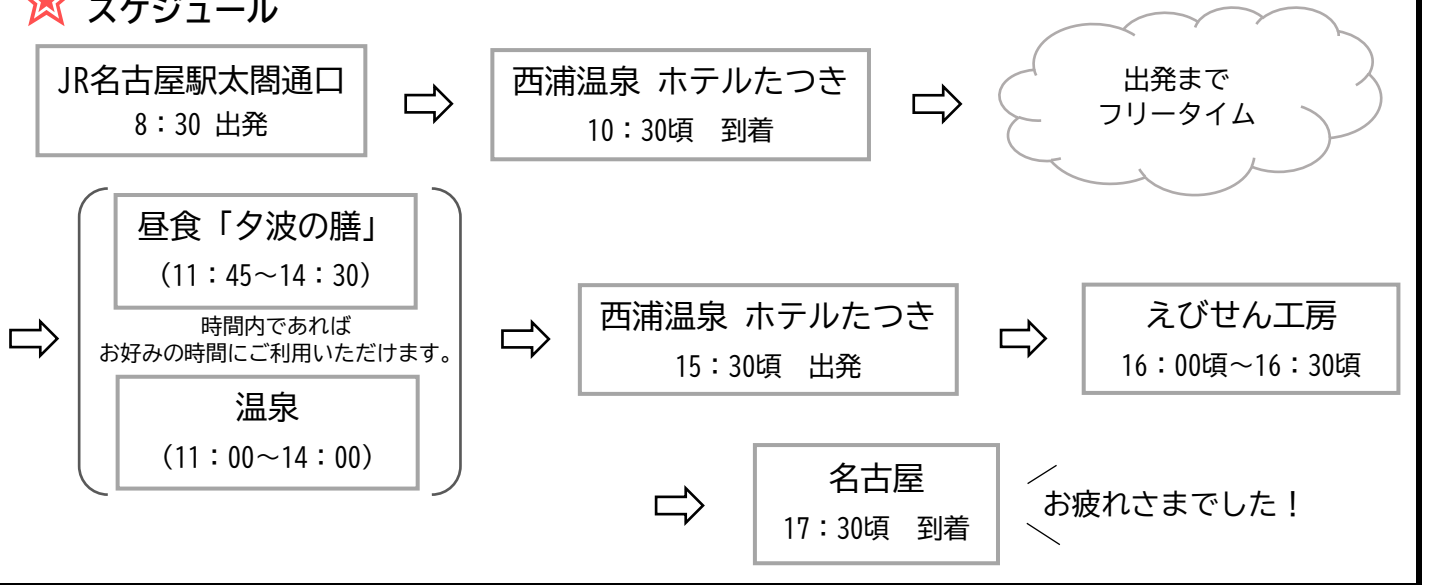 スケジュール
JR名古屋駅太閤通口
8：30 出発
西浦温泉 ホテルたつき
10：30頃　到着
出発まで
フリータイム
昼食「夕波の膳」
（11：45～14：30）
時間内であれば
お好みの時間にご利用いただけます。
温泉
（11：00～14：00）
西浦温泉 ホテルたつき
15：30頃　出発
えびせん工房
16：00頃～16：30頃
名古屋
17：30頃　到着
お疲れさまでした！